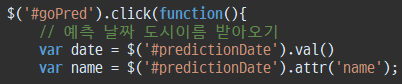 $('#goPred').click(function(){
// 예측 날짜 도시이름 받아오기
var date = $('#predictionDate').val()
var name = $('#predictionDate').attr('name');